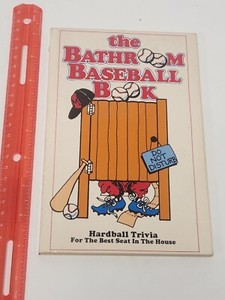 the
BATHROOM
BASEBALL
BOOK
DO
NOT
DISTURB
Hardball Trivia
For The Best Seat In The House